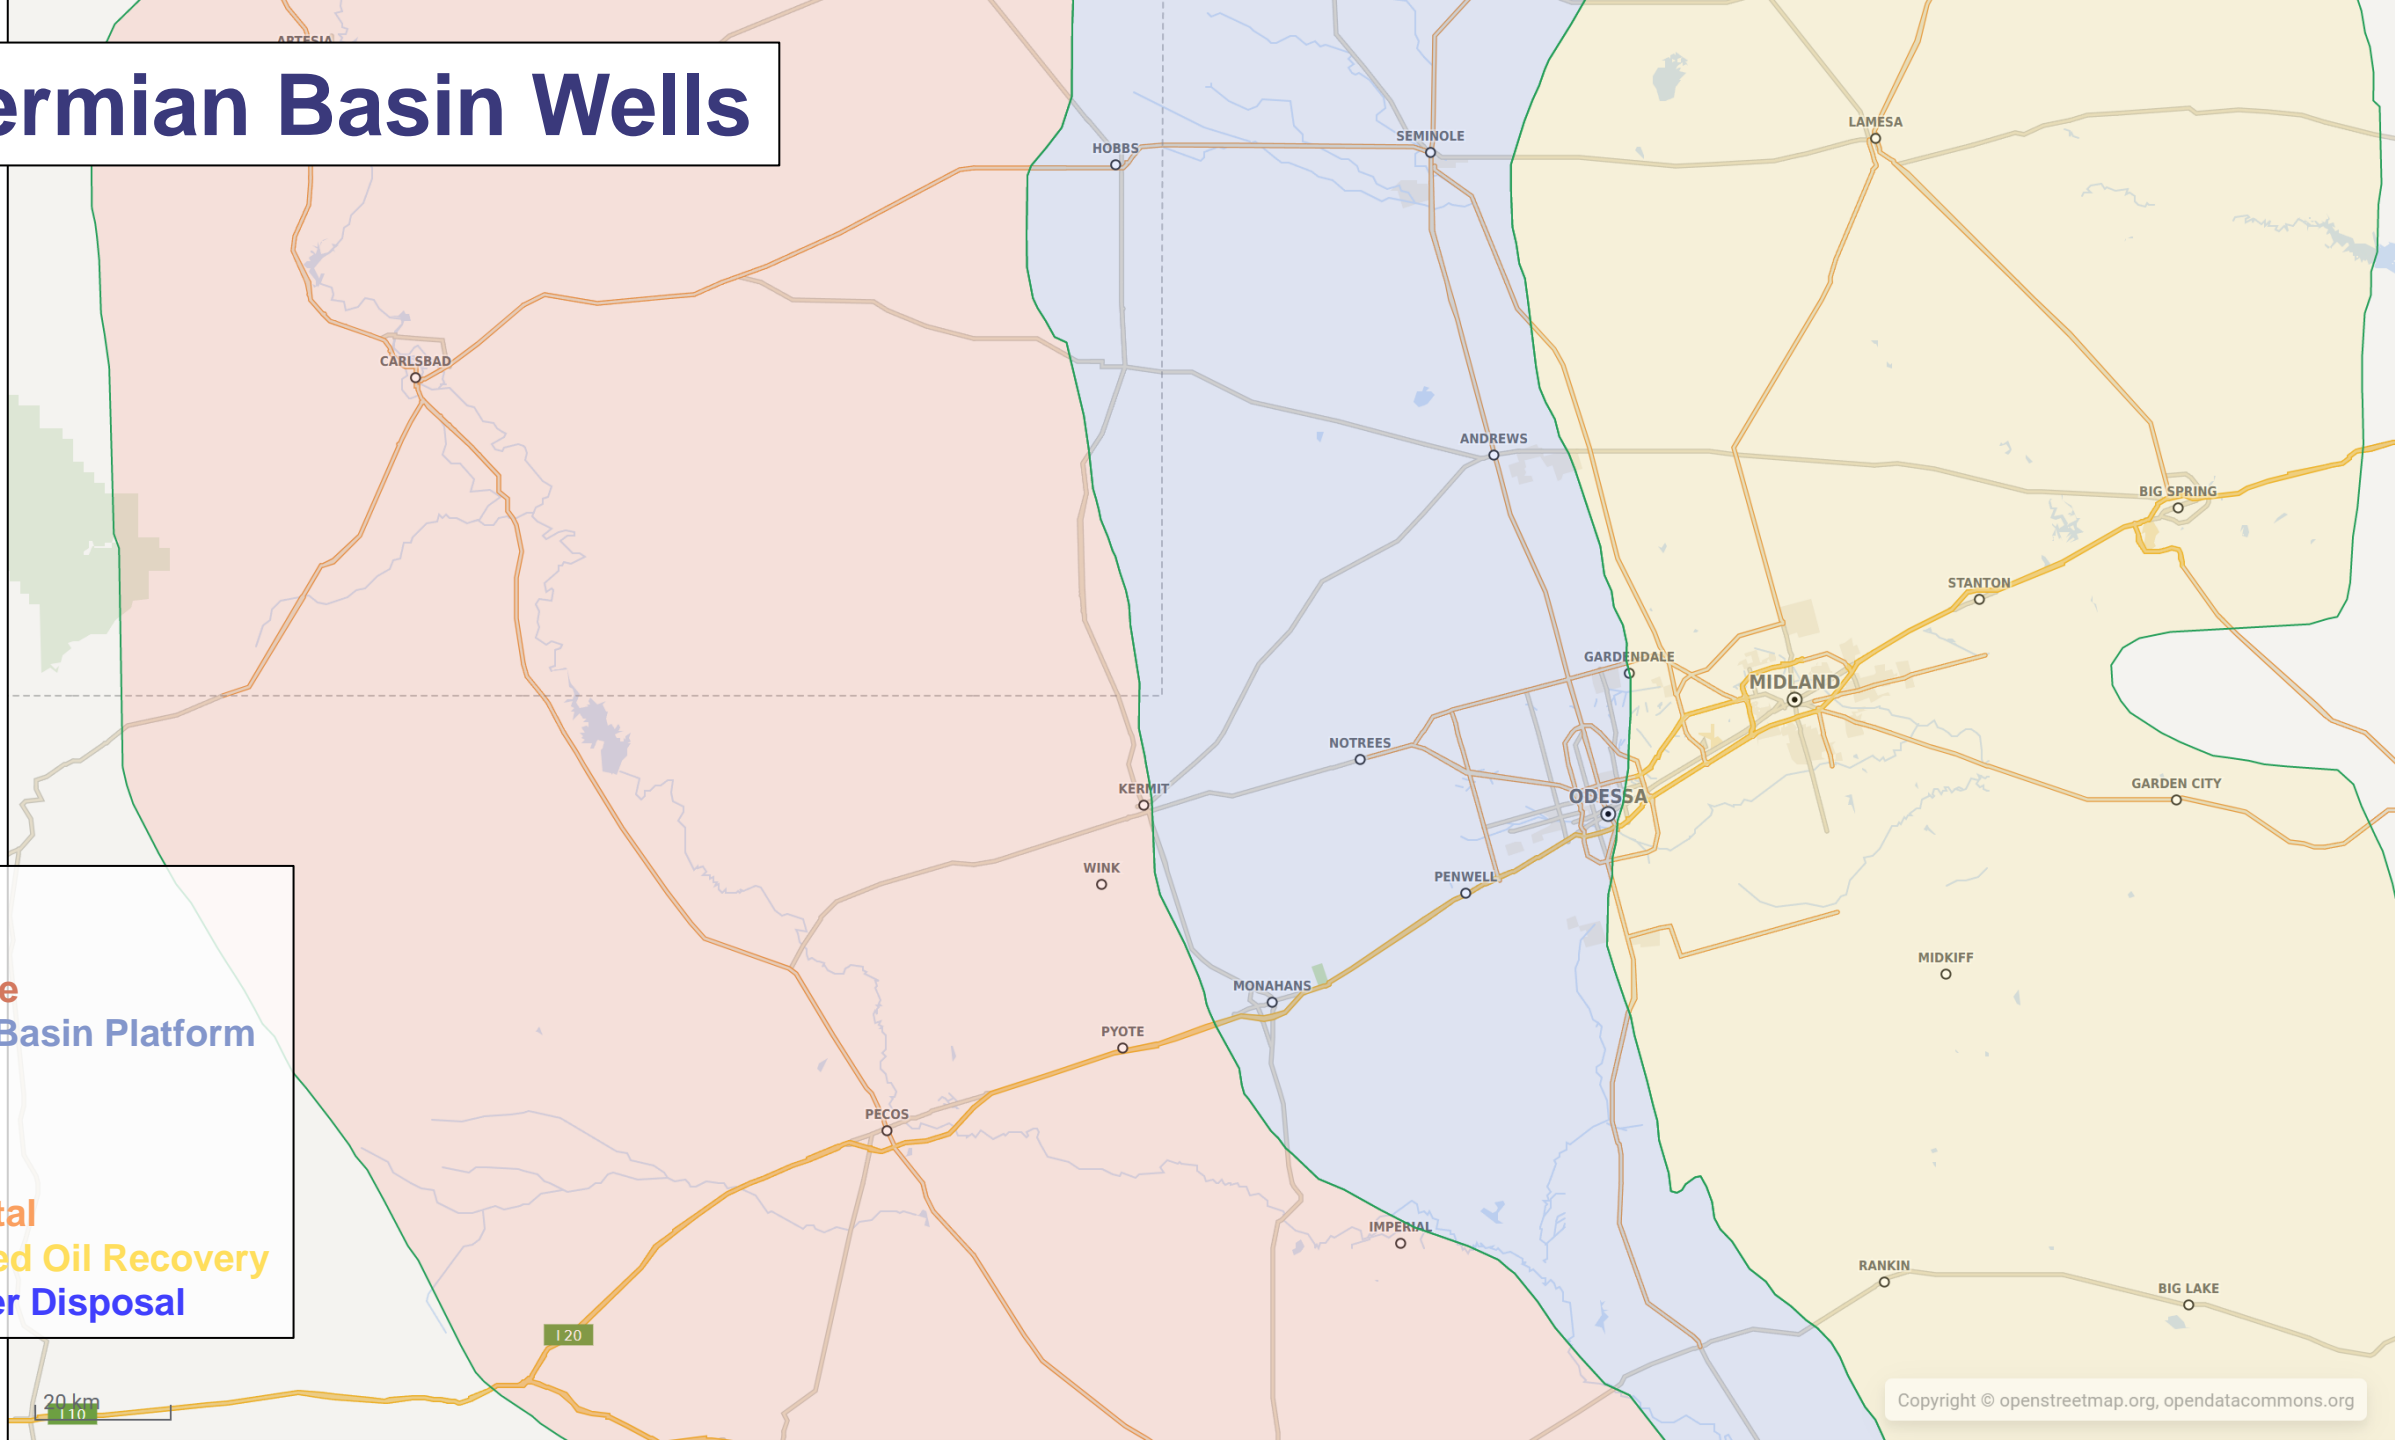 ARTESIA
ermian Basin Wells
SEMINOLE
LAMESA
HOBBS
CARLSBAD
ANDREWS
BIG SPRING
STANTON
GARDENDALE
MIDLAND
NOTREES
KERMIT
ODESSA
GARDEN CITY
WINK
PENWELL
MIDKIFF
e
MONAHANS
Basin Platform
PYOTE
PECOS
tal
IMPERIAL
ed Oil Recovery
RANKIN
BIG LAKE
er Disposal
I 20
20 km
I 10
Copyright © openstreetmap.org, opendatacommons.org